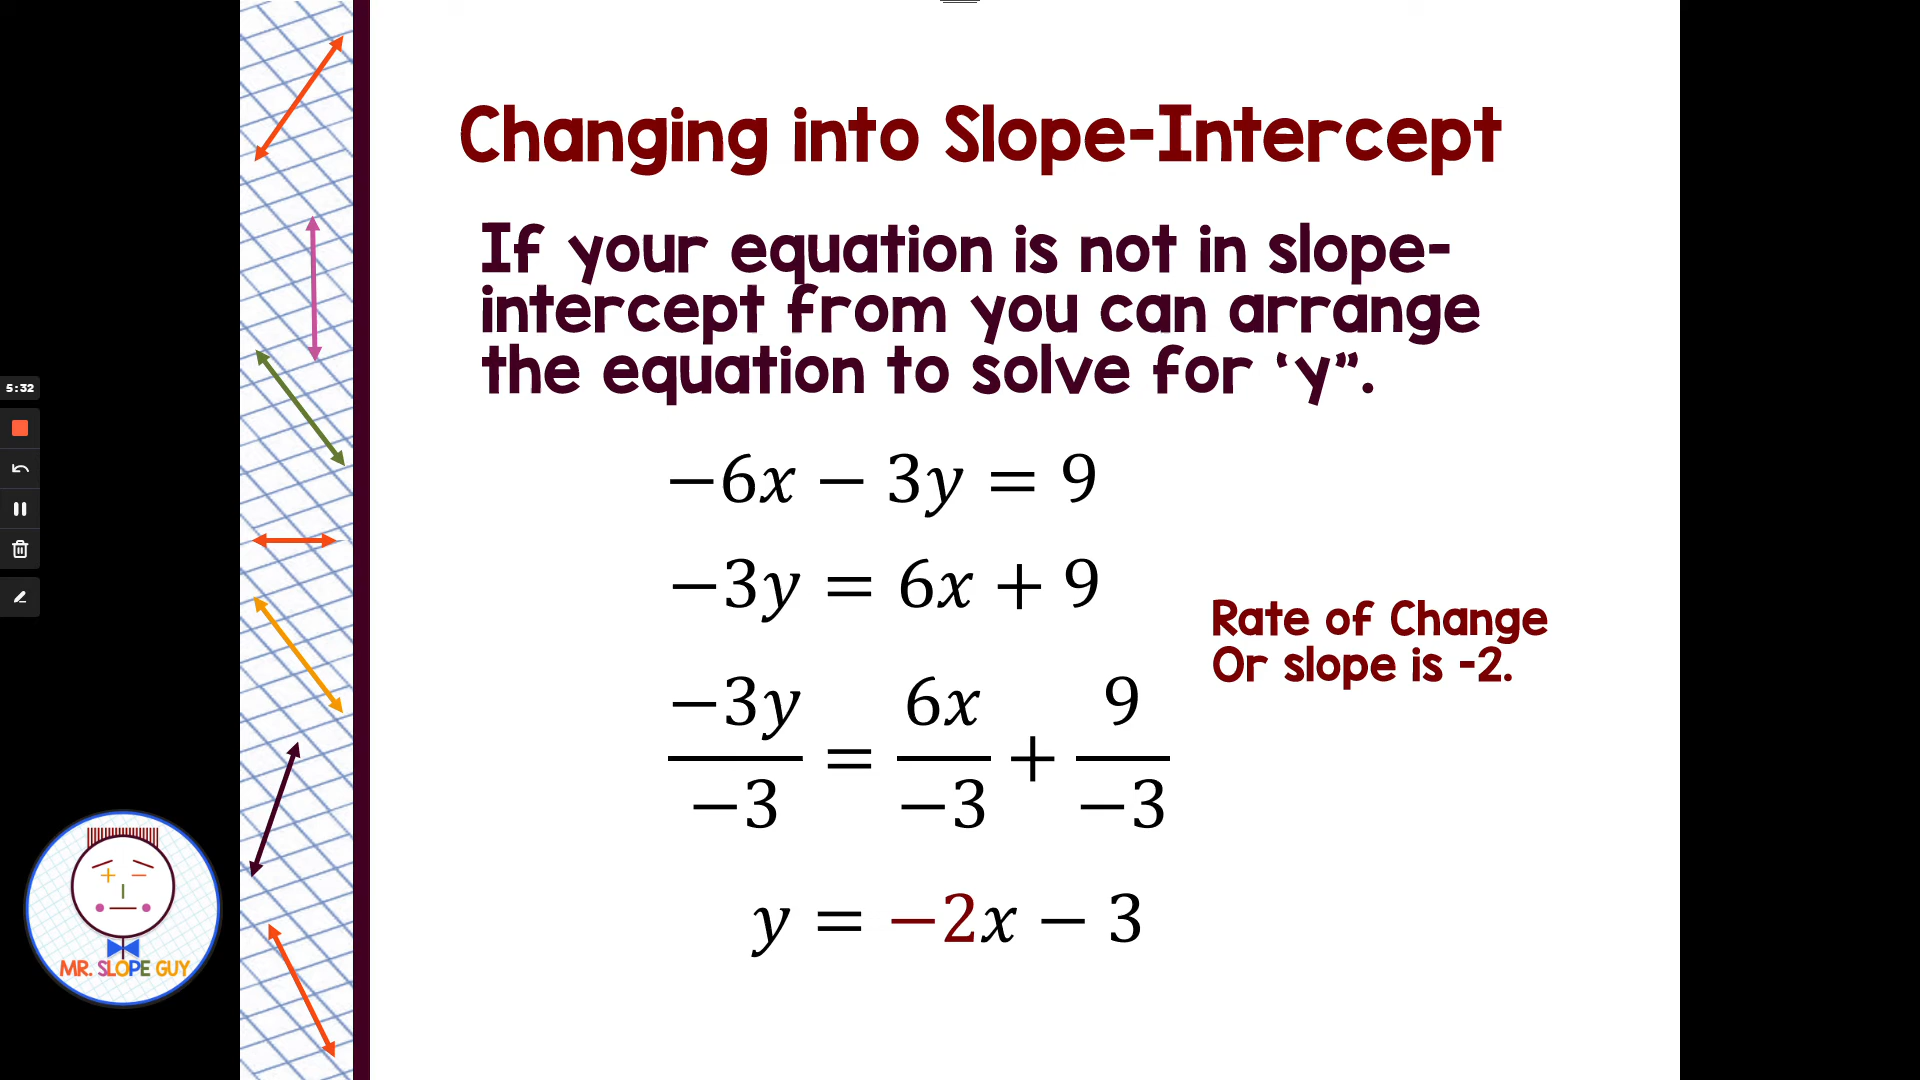 Changing into Slope-Intercept
If your equation is not in slope-
intercept from you can arrange
the equation to solve for ‘y”.
−6x − 3y = 9
−3y = 6x + 9
Rate of Change
Or slope is -2.
−3y/−3 = 6x/−3 + 9/−3
y = −2x − 3
5:32
MR. SLOPE GUY